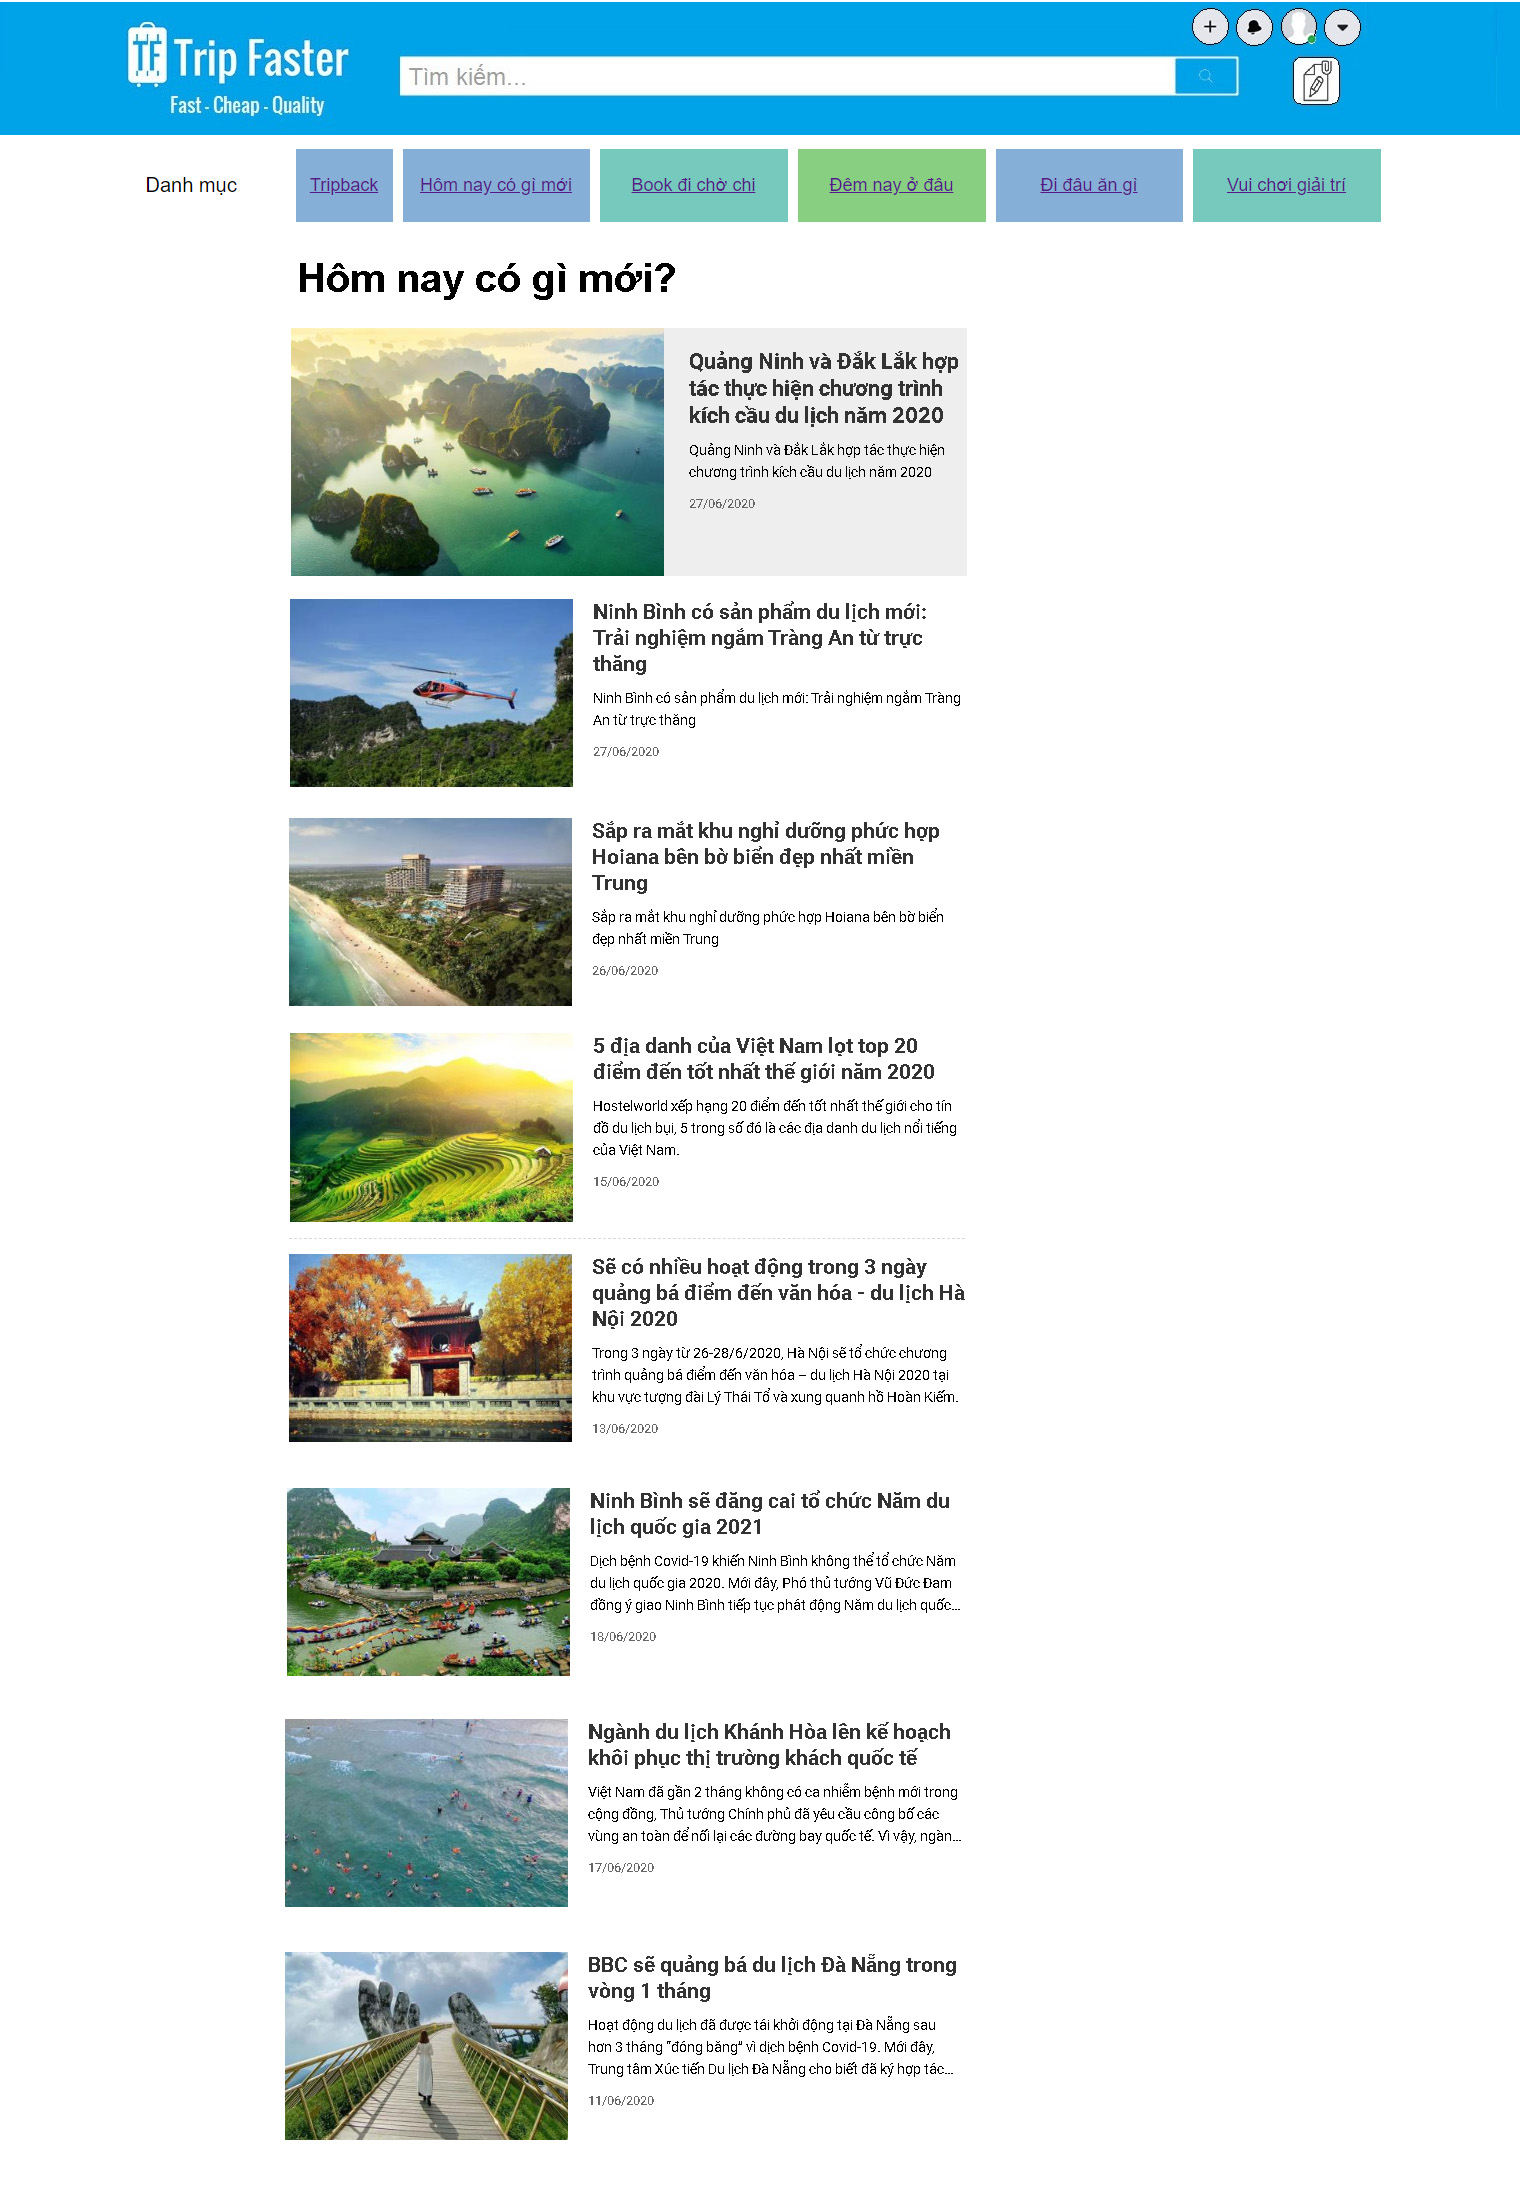 TF Trip Faster
Fast - Cheap - Quality
Tìm kiếm...
Danh mục
Tripback
Hôm nay có gì mới
Book đi chờ chi
Đêm nay ở đâu
Đi đâu ăn gì
Vui chơi giải trí
Hôm nay có gì mới?
Quảng Ninh và Đắk Lắk hợp
tác thực hiện chương trình
kích cầu du lịch năm 2020
Quảng Ninh và Đắk Lắk hợp tác thực hiện
chương trình kích cầu du lịch năm 2020
27/06/2020
Ninh Bình có sản phẩm du lịch mới:
Trải nghiệm ngắm Tràng An từ trực
thăng
Ninh Bình có sản phẩm du lịch mới: Trải nghiệm ngắm Tràng
An từ trực thăng
27/06/2020
Sắp ra mắt khu nghỉ dưỡng phức hợp
Hoiana bên bờ biển đẹp nhất miền
Trung
Sắp ra mắt khu nghỉ dưỡng phức hợp Hoiana bên bờ biển
đẹp nhất miền Trung
26/06/2020
5 địa danh của Việt Nam lọt top 20
điểm đến tốt nhất thế giới năm 2020
Hostelworld xếp hạng 20 điểm đến tốt nhất thế giới cho tín
đồ du lịch bụi, 5 trong số đó là các địa danh du lịch nổi tiếng
của Việt Nam.
15/06/2020
Sẽ có nhiều hoạt động trong 3 ngày
quảng bá điểm đến văn hóa - du lịch Hà
Nội 2020
Trong 3 ngày từ 26-28/6/2020, Hà Nội sẽ tổ chức chương
trình quảng bá điểm đến văn hóa – du lịch Hà Nội 2020 tại
khu vực tượng đài Lý Thái Tổ và xung quanh hồ Hoàn Kiếm.
13/06/2020
Ninh Bình sẽ đăng cai tổ chức Năm du
lịch quốc gia 2021
Dịch bệnh Covid-19 khiến Ninh Bình không thể tổ chức Năm
du lịch quốc gia 2020. Mới đây, Phó thủ tướng Vũ Đức Đam
đồng ý giao Ninh Bình tiếp tục phát động Năm du lịch quốc...
18/06/2020
Ngành du lịch Khánh Hòa lên kế hoạch
khôi phục thị trường khách quốc tế
Việt Nam đã gần 2 tháng không có ca nhiễm bệnh mới trong
cộng đồng, Thủ tướng Chính phủ đã yêu cầu công bố các
vùng an toàn để nối lại các đường bay quốc tế. Vì vậy, ngàn...
17/06/2020
BBC sẽ quảng bá du lịch Đà Nẵng trong
vòng 1 tháng
Hoạt động du lịch đã được tái khởi động tại Đà Nẵng sau
hơn 3 tháng "đóng băng" vì dịch bệnh Covid-19. Mới đây,
Trung tâm Xúc tiến Du lịch Đà Nẵng cho biết đã ký hợp tác...
11/06/2020